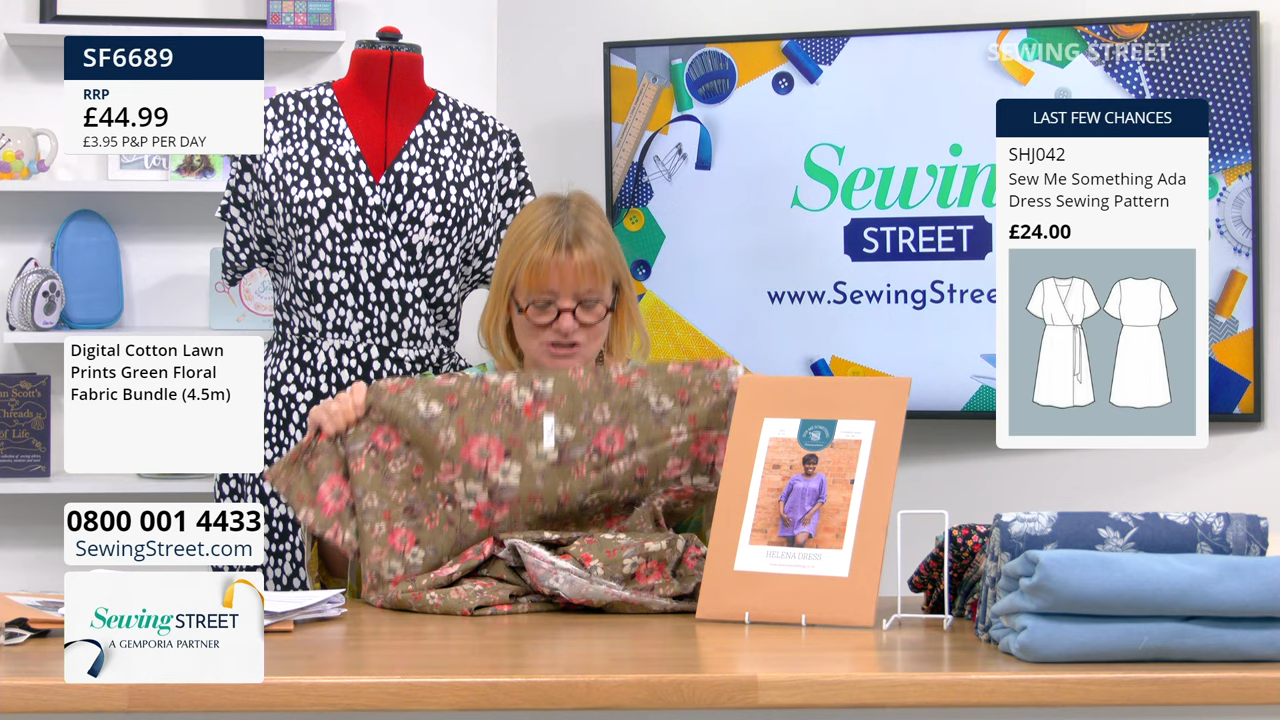 SF6689
RRP
£44.99
£3.95 P&P PER DAY
Digital Cotton Lawn
Prints Green Floral
Fabric Bundle (4.5m)
0800 001 4433
SewingStreet.com
Sewing STREET
A GEMPORIA PARTNER
SEWING STREET
Sewin
STREET
www.SewingStree
LAST FEW CHANCES
SHJ042
Sew Me Something Ada
Dress Sewing Pattern
£24.00
HELENA DRESS
Threads
of Life